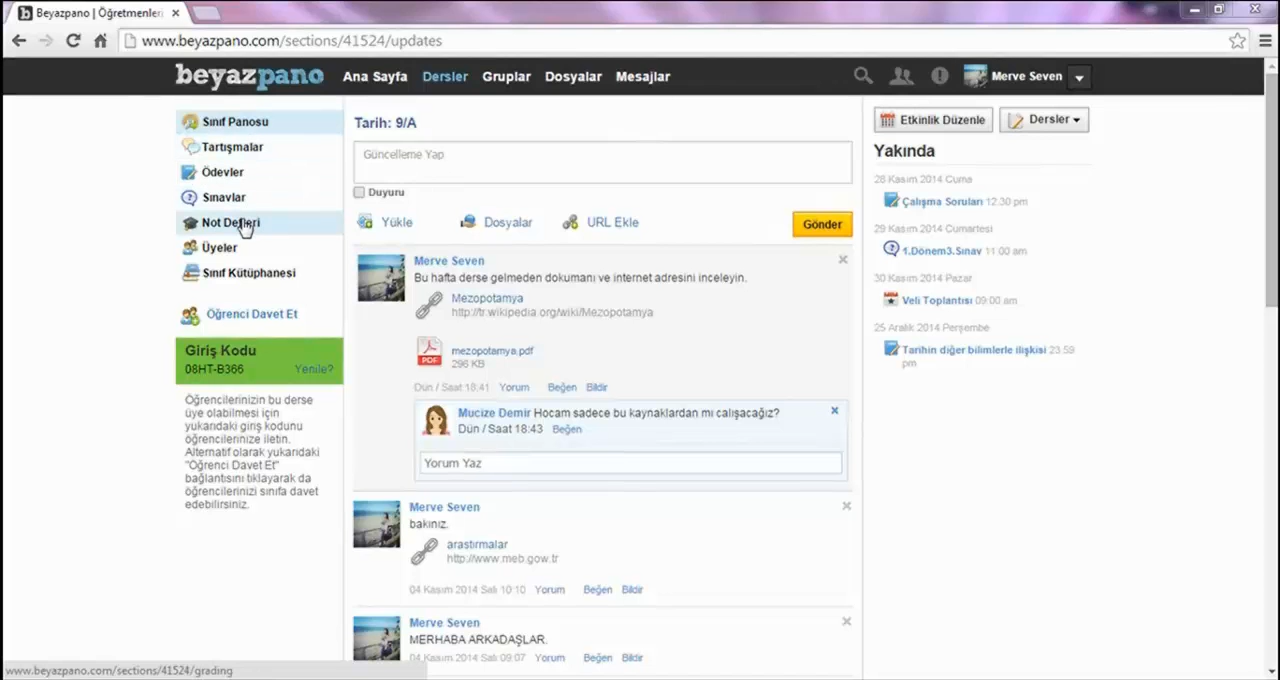 Beyazpano | Öğretmenler
www.beyazpano.com/sections/41524/updates
beyazpano
Ana Sayfa Dersler Gruplar Dosyalar Mesajlar
Merve Seven
Sınıf Panosu
Tartışmalar
Ödevler
Sınavlar
Not Defteri
Üyeler
Sınıf Kütüphanesi
Öğrenci Davet Et
Giriş Kodu
08HT-B366 Yenile?
Öğrencilerinizin bu derse
üye olabilmesi için
yukarıdaki giriş kodunu
öğrencilerinize iletin.
Alternatif olarak yukarıdaki
"Öğrenci Davet Et"
bağlantısını tıklayarak da
öğrencilerinizi sınıfa davet
edebilirsiniz.
Tarih: 9/A
Güncelleme Yap
Duyuru
Yükle Dosyalar URL Ekle Gönder
Merve Seven
Bu hafta derse gelmeden dokumanı ve internet adresini inceleyin.
Mezopotamya
http://tr.wikipedia.org/wiki/Mezopotamya
PDF
mezopotamya.pdf
296 KB
Dün / Saat 18:41 Yorum Beğen Bildir
Mucize Demir Hocam sadece bu kaynaklardan mı calışacağız?
Dün / Saat 18:43 Beğen
Yorum Yaz
Merve Seven
bakınız.
arastırmalar
http://www.meb.gow.tr
04 Kasım 2014 Salı 10:10 Yorum Beğen Bildir
Merve Seven
MERHABA ARKADAŞLAR.
04 Kasım 2014 Salı 09:07 Yorum Beğen Bildir
Etkinlik Düzenle Dersler
Yakında
28 Kasım 2014 Cuma
Çalışma Soruları 12.30 pm
29 Kasım 2014 Cumartesi
1.Dönem3.Sınav 11:00 am
30 Kasım 2014 Pazar
Veli Toplantısı 09:00 am
25 Aralık 2014 Perşembe
Tarihin diğer bilimlerle ilişkisi 23:59
pm
www.beyazpano.com/sections/41524/grading